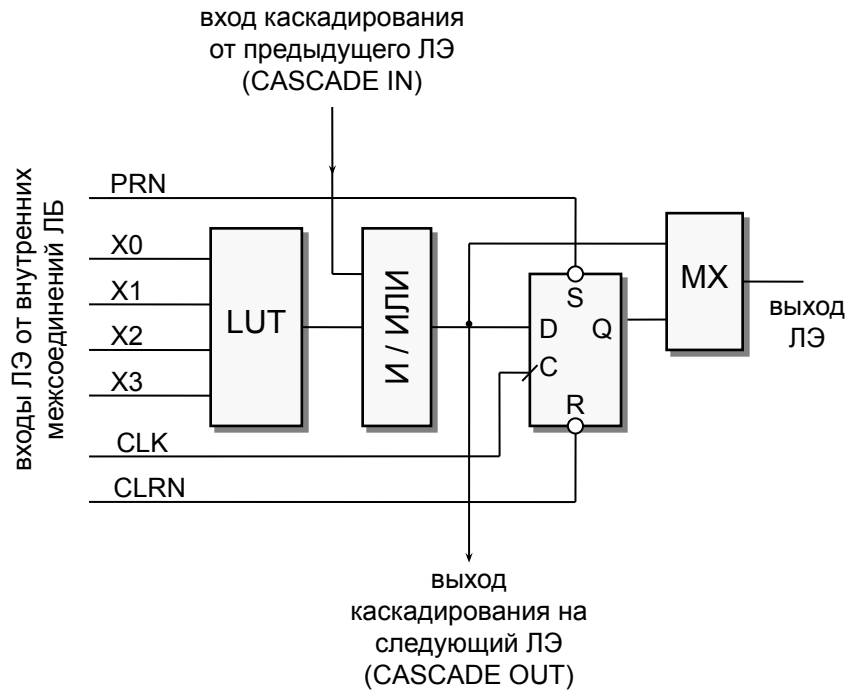 вход каскадирования
от предыдущего ЛЭ
(CASCADE IN)
входы ЛЭ от внутренних
межсоединений ЛБ
PRN
X0
X1
X2
X3
CLK
CLRN
LUT
И / ИЛИ
S
D
Q
C
R
MX
выход
ЛЭ
выход
каскадирования на
следующий ЛЭ
(CASCADE OUT)